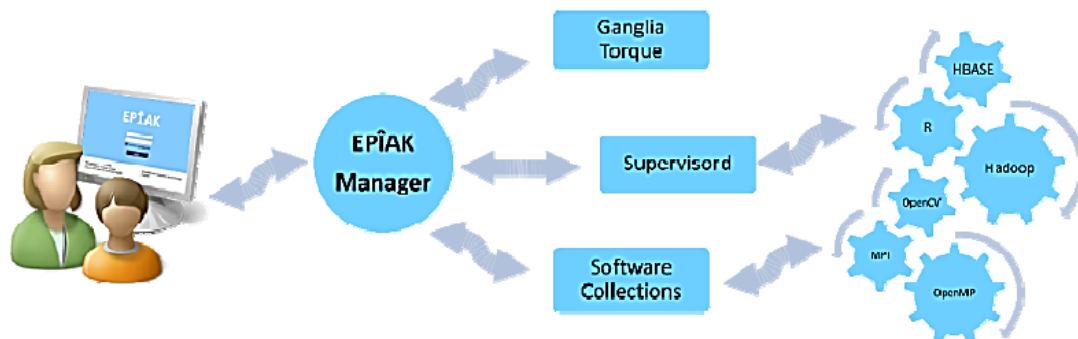 EPÎAK
EPÎAK
Manager
Ganglia
Torque
Supervisord
Software
Collections
HBASE
R
Hadoop
OpenCV
MPI
OpenMP